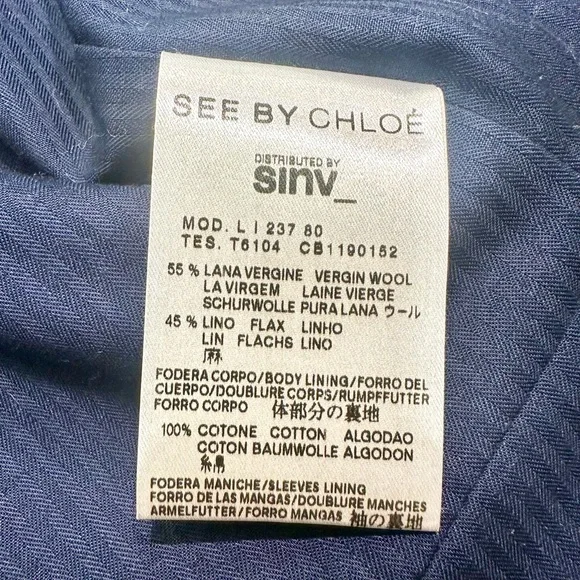 SEE BY CHLOÉ
DISTRIBUTED BY
sinv_
MOD. L I 237 80
TES. T6104 CB1190152
55 % LANA VERGINE VERGIN WOOL
LA VIRGEM LAINE VIERGE
SCHURWOLLE PURA LANA ウール
45 % LINO FLAX LINHO
LIN FLACHS LINO
麻
FODERA CORPO/BODY LINING/FORRO DEL
CUERPO/DOUBLURE CORPS/RUMPFFUTTER
FORRO CORPO 体部分の裏地
100% COTONE COTTON ALGODAO
COTON BAUMWOLLE ALGODON
綿
FODERA MANICHE/SLEEVES LINING
FORRO DE LAS MANGAS/DOUBLURE MANCHES
ARMELFUTTER/FORRO MANGAS 袖の裏地